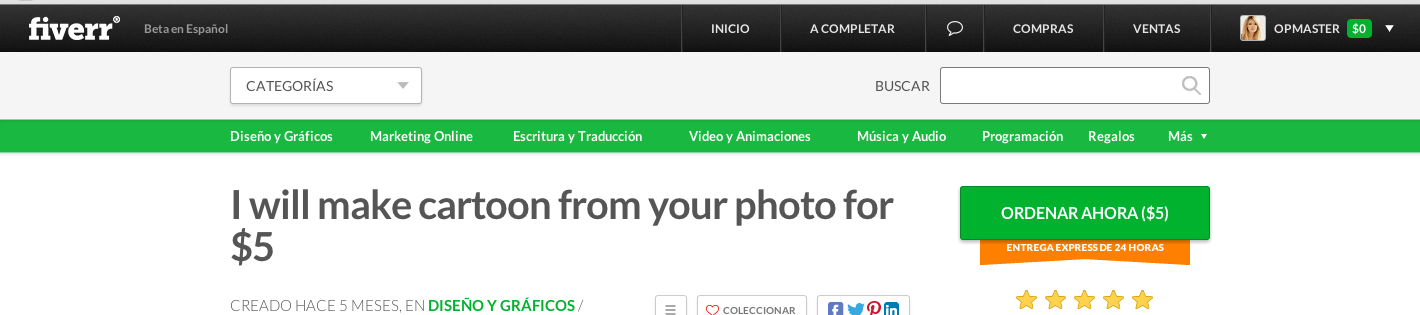 fiverr® Beta en Español INICIO A COMPLETAR COMPRAS VENTAS OPMASTER $0
CATEGORÍAS BUSCAR
Diseño y Gráficos Marketing Online Escritura y Traducción Video y Animaciones Música y Audio Programación Regalos Más
I will make cartoon from your photo for
$5
ORDENAR AHORA ($5)
ENTREGA EXPRESS DE 24 HORAS
CREADO HACE 5 MESES, EN DISEÑO Y GRÁFICOS / COLECCIONAR